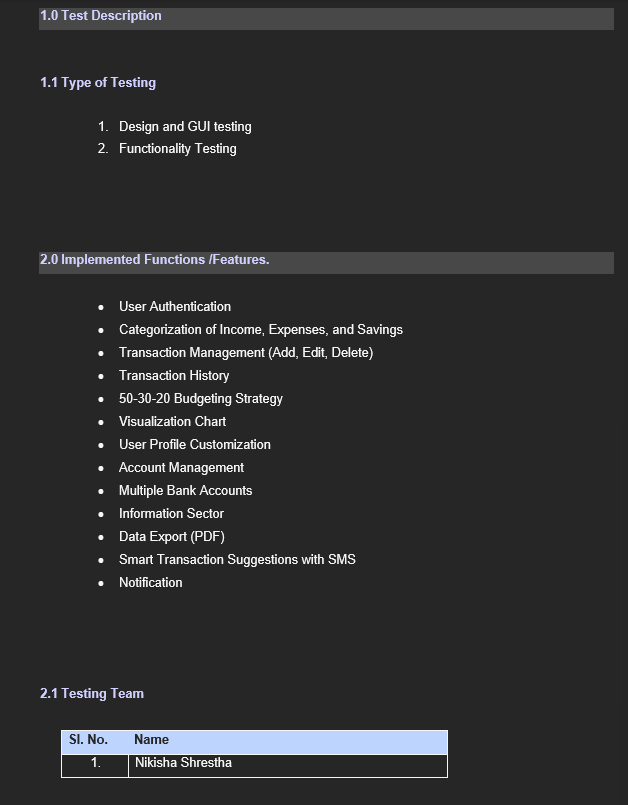 1.0 Test Description
1.1 Type of Testing
1. Design and GUI testing
2. Functionality Testing
2.0 Implemented Functions /Features.
• User Authentication
• Categorization of Income, Expenses, and Savings
• Transaction Management (Add, Edit, Delete)
• Transaction History
• 50-30-20 Budgeting Strategy
• Visualization Chart
• User Profile Customization
• Account Management
• Multiple Bank Accounts
• Information Sector
• Data Export (PDF)
• Smart Transaction Suggestions with SMS
• Notification
2.1 Testing Team
Sl. No. Name
1. Nikisha Shrestha